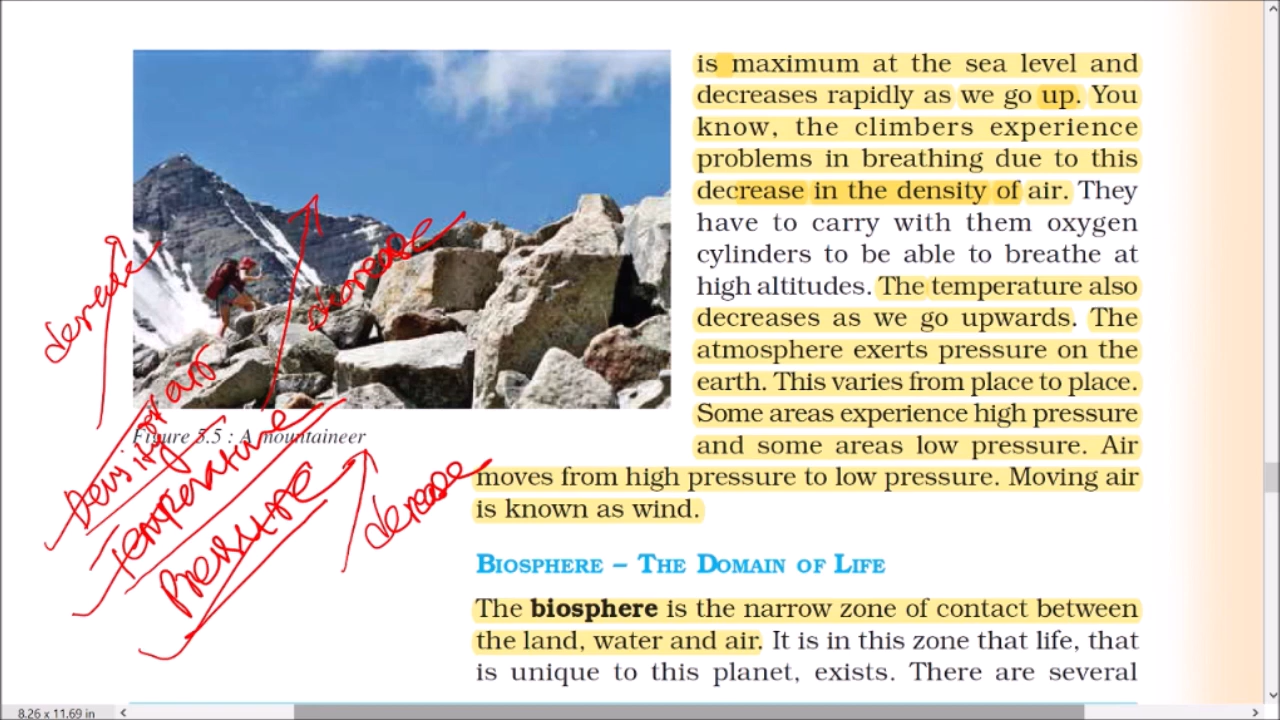 is maximum at the sea level and
decreases rapidly as we go up. You
know, the climbers experience
problems in breathing due to this
decrease in the density of air. They
have to carry with them oxygen
cylinders to be able to breathe at
high altitudes. The temperature also
decreases as we go upwards. The
atmosphere exerts pressure on the
earth. This varies from place to place.
Some areas experience high pressure
and some areas low pressure. Air
moves from high pressure to low pressure. Moving air
is known as wind.
Figure 5.5 : A mountaineer
decrease
Density of air
decrease
Temperature
decrease
Pressure
BIOSPHERE – THE DOMAIN OF LIFE
The biosphere is the narrow zone of contact between
the land, water and air. It is in this zone that life, that
is unique to this planet, exists. There are several
8.26 x 11.69 in